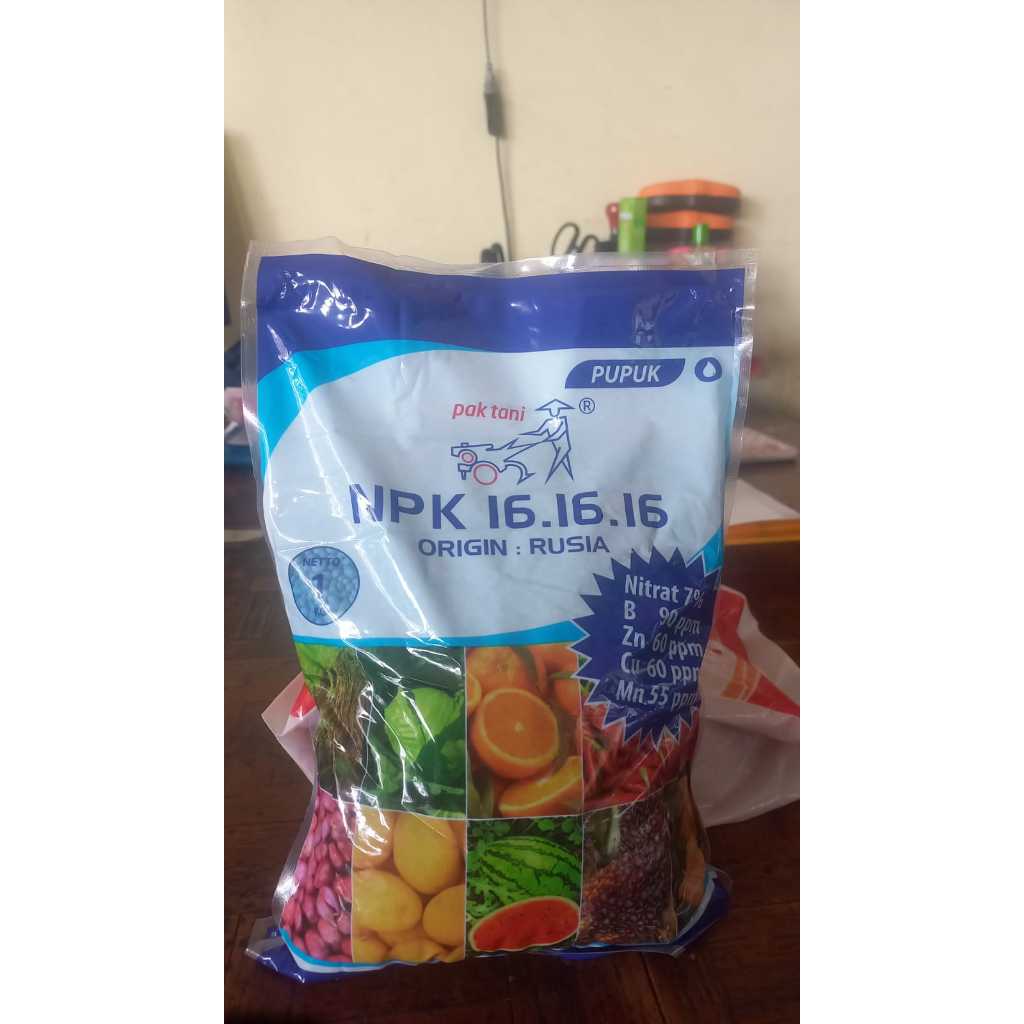 PUPUK
pak tani ®
NPK 16.16.16
ORIGIN : RUSIA
NETTO
1
Nitrat 7%
B 90 ppm
Zn 60 ppm
Cu 60 ppm
Mn 55 ppm